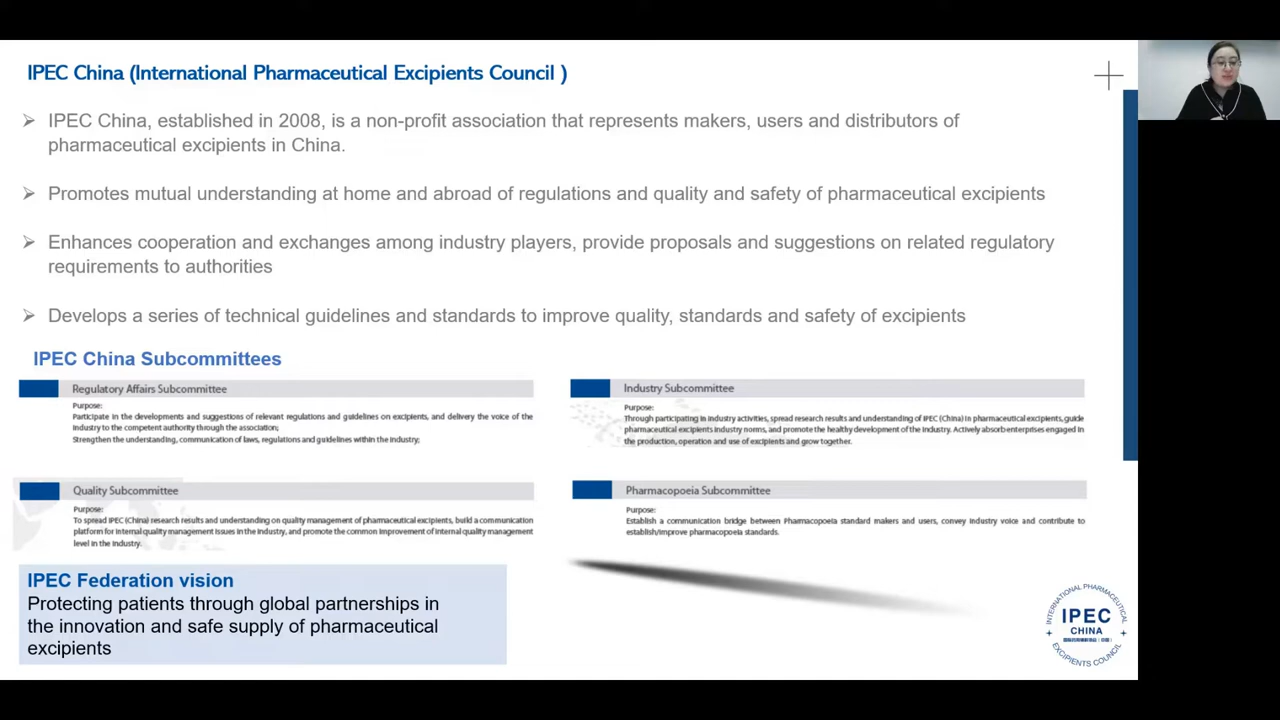 IPEC China (International Pharmaceutical Excipients Council )
IPEC China, established in 2008, is a non-profit association that represents makers, users and distributors of
pharmaceutical excipients in China.
Promotes mutual understanding at home and abroad of regulations and quality and safety of pharmaceutical excipients
Enhances cooperation and exchanges among industry players, provide proposals and suggestions on related regulatory
requirements to authorities
Develops a series of technical guidelines and standards to improve quality, standards and safety of excipients
IPEC China Subcommittees
Regulatory Affairs Subcommittee
Purpose:
Participate in the developments and suggestions of relevant regulations and guidelines on excipients, and delivery the voice of the
industry to the competent authority through the association;
Strengthen the understanding, communication of laws, regulations and guidelines within the industry;
Industry Subcommittee
Purpose:
Through participating in industry activities, spread research results and understanding of IPEC (China) in pharmaceutical excipients, guide
pharmaceutical excipients industry norms, and promote the healthy development of the industry. Actively absorb enterprises engaged in
the production, operation and use of excipients and grow together.
Quality Subcommittee
Purpose:
To spread IPEC (China) research results and understanding on quality management of pharmaceutical excipients, build a communication
platform for internal quality management issues in the industry, and promote the common improvement of internal quality management
level in the industry.
Pharmacopoeia Subcommittee
Purpose:
Establish a communication bridge between Pharmacopoeia standard makers and users, convey industry voice and contribute to
establish/improve pharmacopoeia standards.
IPEC Federation vision
Protecting patients through global partnerships in
the innovation and safe supply of pharmaceutical
excipients
INTERNATIONAL PHARMACEUTICAL
IPEC
CHINA
EXCIPIENTS COUNCIL